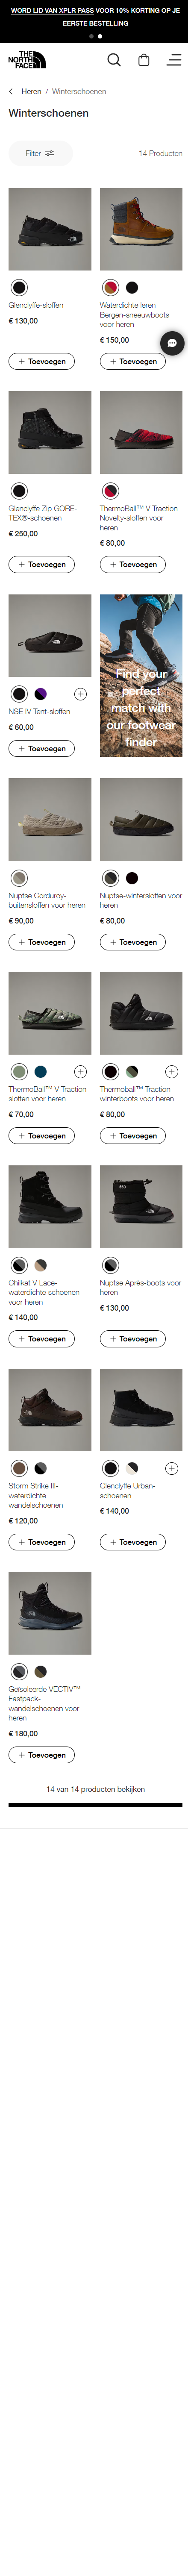 WORD LID VAN XPLR PASS VOOR 10% KORTING OP JE
EERSTE BESTELLING
THE
NORTH
FACE
Heren / Winterschoenen
Winterschoenen
Filter
14 Producten
Glenclyffe-sloffen
€ 130,00
Toevoegen
Waterdichte leren
Bergen-sneeuwboots
voor heren
€ 150,00
Toevoegen
Glenclyffe Zip GORE-
TEX®-schoenen
€ 250,00
Toevoegen
ThermoBall™ V Traction
Novelty-sloffen voor
heren
€ 80,00
Toevoegen
NSE IV Tent-sloffen
€ 60,00
Toevoegen
Find your
perfect
match with
our footwear
finder
Nuptse Corduroy-
buitensloffen voor heren
€ 90,00
Toevoegen
Nuptse-wintersloffen voor
heren
€ 80,00
Toevoegen
ThermoBall™ V Traction-
sloffen voor heren
€ 70,00
Toevoegen
Thermoball™ Traction-
winterboots voor heren
€ 80,00
Toevoegen
Chilkat V Lace-
waterdichte schoenen
voor heren
€ 140,00
Toevoegen
Nuptse Après-boots voor
heren
€ 130,00
Toevoegen
Storm Strike III-
waterdichte
wandelschoenen
€ 120,00
Toevoegen
Glenclyffe Urban-
schoenen
€ 140,00
Toevoegen
Geïsoleerde VECTIV™
Fastpack-
wandelschoenen voor
heren
€ 180,00
Toevoegen
14 van 14 producten bekijken